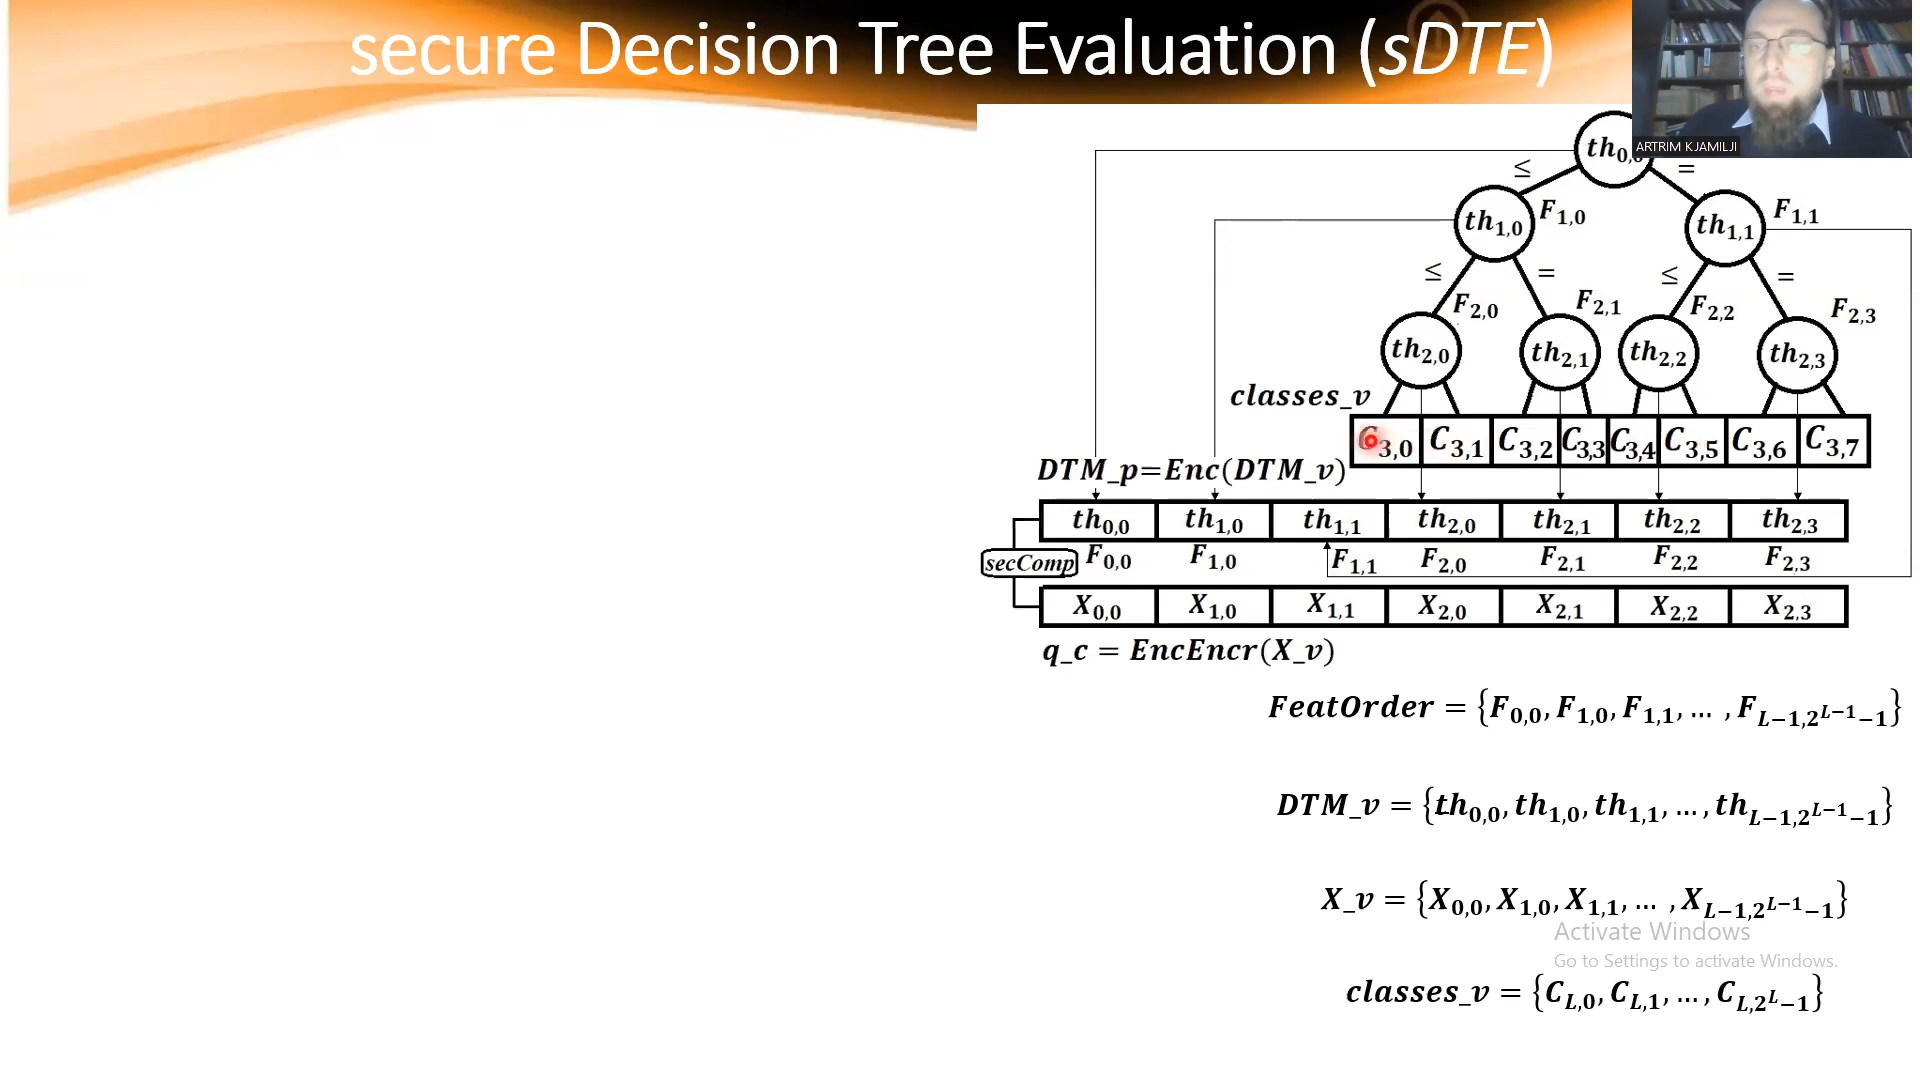 secure Decision Tree Evaluation (sDTE)
ARTRIM KJAMILJI
≤ =
th1,0 F1,0 th1,1 F1,1
≤ = ≤ =
F2,0 F2,1 F2,2 F2,3
th2,0 th2,1 th2,2 th2,3
classes_v
C3,0 C3,1 C3,2 C3,3 C3,4 C3,5 C3,6 C3,7
DTM_p=Enc(DTM_v)
th0,0 th1,0 th1,1 th2,0 th2,1 th2,2 th2,3
secComp F0,0 F1,0 F1,1 F2,0 F2,1 F2,2 F2,3
X0,0 X1,0 X1,1 X2,0 X2,1 X2,2 X2,3
q_c = EncEncr(X_v)
FeatOrder = {F0,0, F1,0, F1,1, … , FL−1,2^L−1−1}
DTM_v = {th0,0, th1,0, th1,1, … , thL−1,2^L−1−1}
X_v = {X0,0, X1,0, X1,1, … , XL−1,2^L−1−1}
Activate Windows
Go to Settings to activate Windows.
classes_v = {CL,0, CL,1, … , CL,2^L−1}